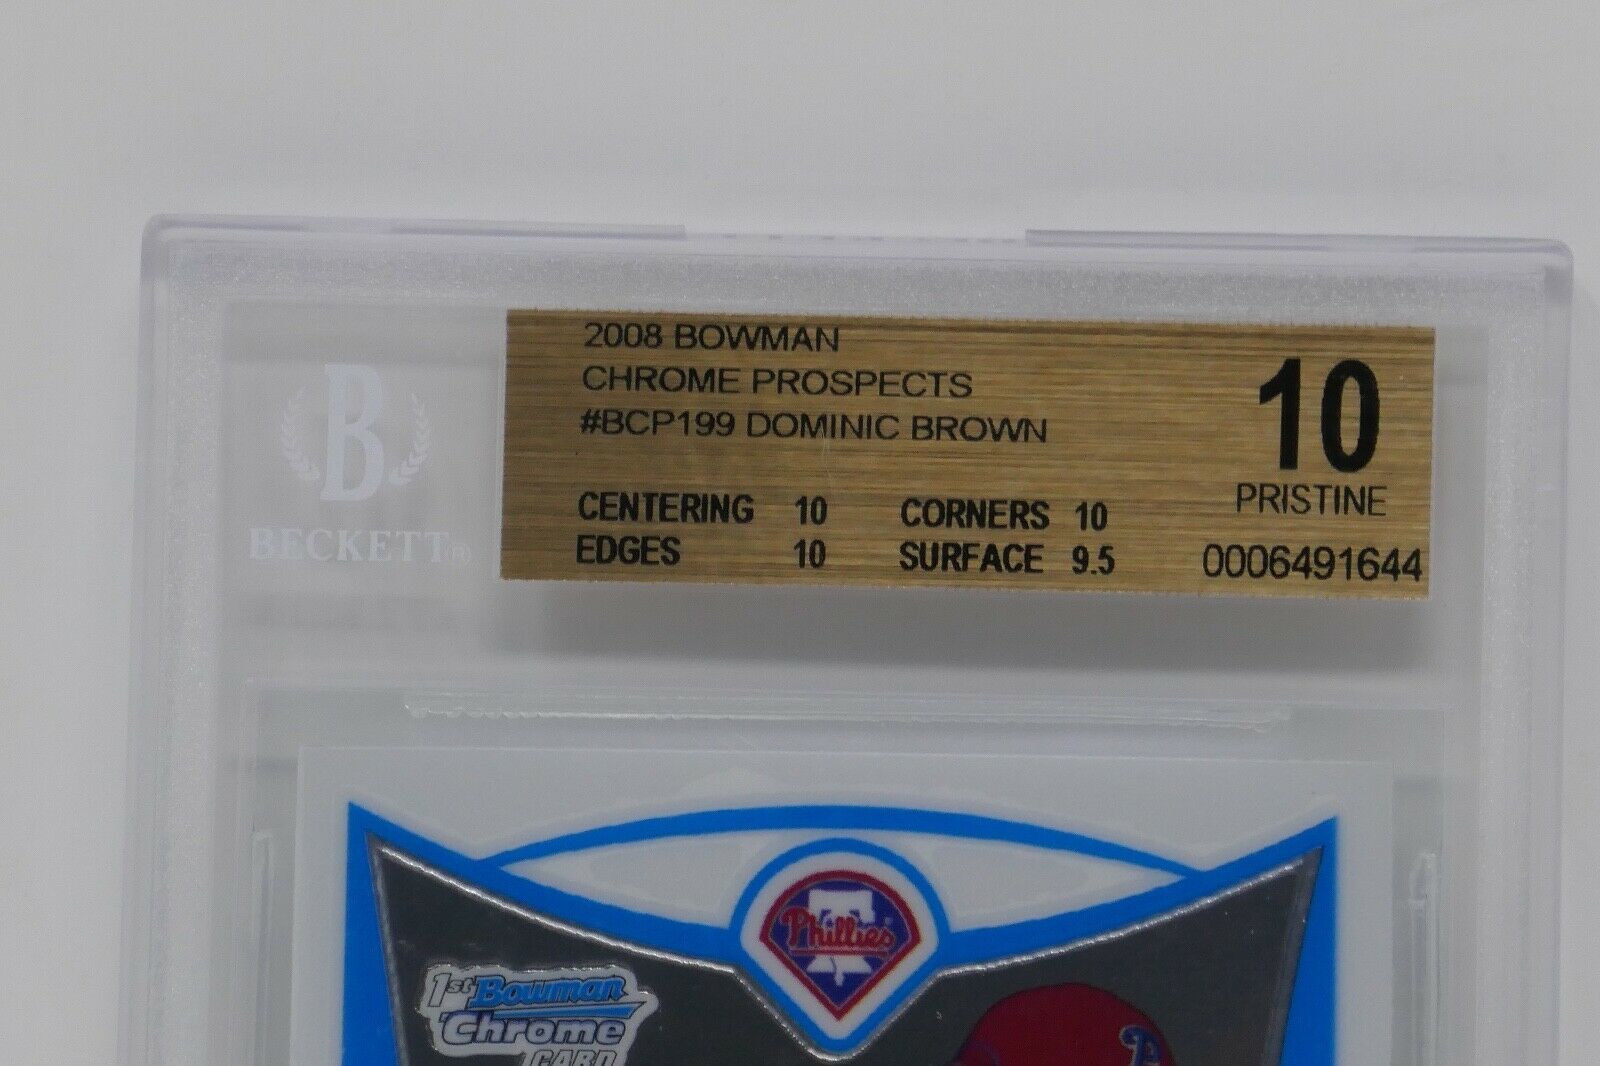 2008 BOWMAN
CHROME PROSPECTS
#BCP199 DOMINIC BROWN
10
PRISTINE
CENTERING 10 CORNERS 10
EDGES 10 SURFACE 9.5
0006491644
B
BECKETT®
Phillies
1st Bowman
Chrome
CARD
P